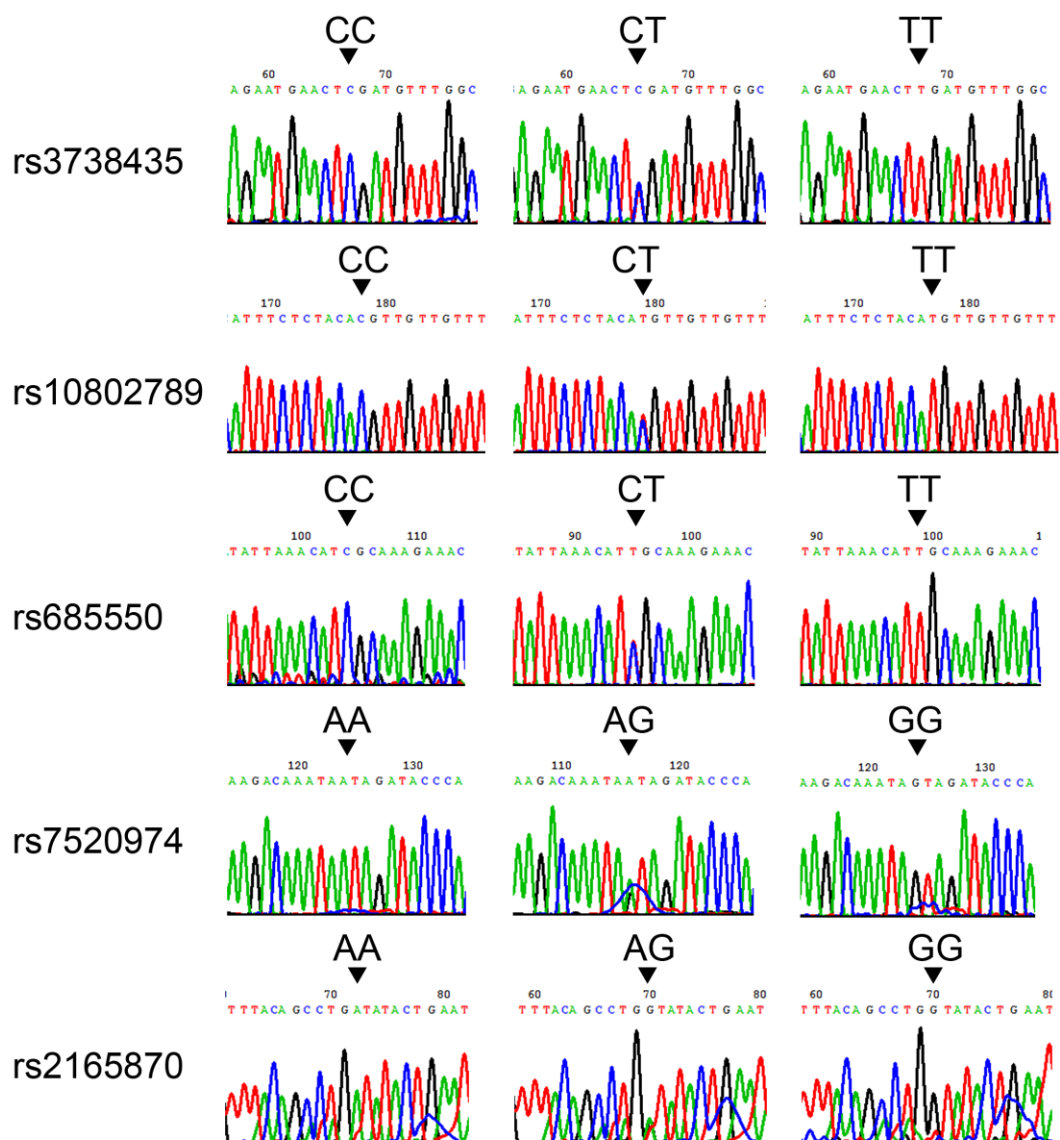 CC CT TT
60 70 60 70 60 70
AGAATGAACTCGATGTTTGGC AGAATGAACTCGATGTTTGGC AGAATGAACTTGATGTTTGGC
rs3738435
CC CT TT
170 180 170 180 170 180
ATTTCTCTACACGTTGTTGTTT ATTTCTCTACATGTTGTTGTTT ATTTCTCTACATGTTGTTGTTT
rs10802789
CC CT TT
100 110 90 100 90 100 1
TATTAAACATCGCAAAGAAAC TATTAAACATTGCAAAGAAAC TATTAAACATTGCAAAGAAAC
rs685550
AA AG GG
120 130 110 120 120 130
AAGACAAATAATAGATACCCA AAGACAAATAATAGATACCCA AAGACAAATAGTAGATACCCA
rs7520974
AA AG GG
70 80 60 70 80 60 70 80
TTTACAGCCTGATATACTGAAT TTTACAGCCTGGTATACTGAAT TTTACAGCCTGGTATACTGAAT
rs2165870